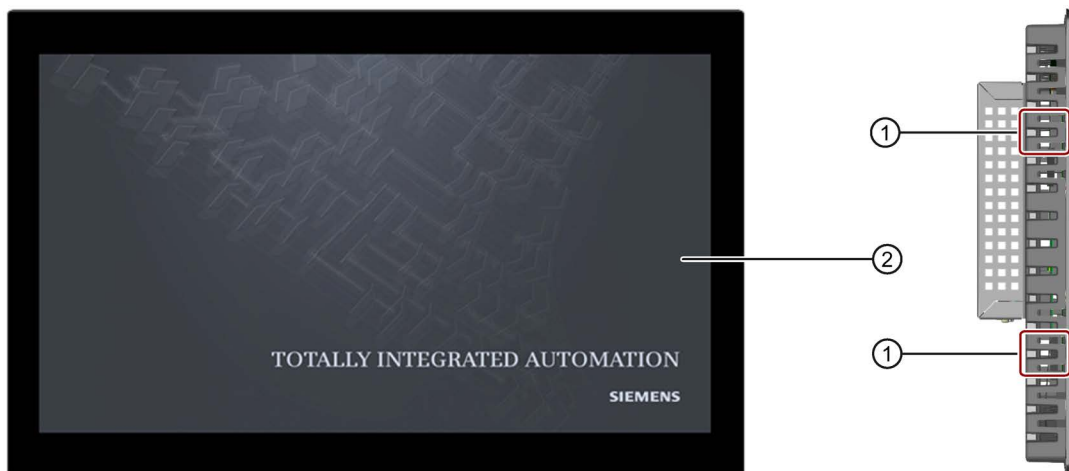 ①
②
①
TOTALLY INTEGRATED AUTOMATION
SIEMENS